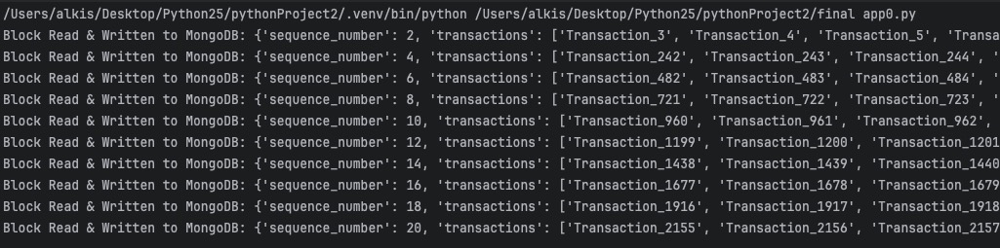 /Users/alkis/Desktop/Python25/pythonProject2/.venv/bin/python /Users/alkis/Desktop/Python25/pythonProject2/final app0.py
Block Read & Written to MongoDB: {'sequence_number': 2, 'transactions': ['Transaction_3', 'Transaction_4', 'Transaction_5', 'Transa
Block Read & Written to MongoDB: {'sequence_number': 4, 'transactions': ['Transaction_242', 'Transaction_243', 'Transaction_244', '
Block Read & Written to MongoDB: {'sequence_number': 6, 'transactions': ['Transaction_482', 'Transaction_483', 'Transaction_484', '
Block Read & Written to MongoDB: {'sequence_number': 8, 'transactions': ['Transaction_721', 'Transaction_722', 'Transaction_723', '
Block Read & Written to MongoDB: {'sequence_number': 10, 'transactions': ['Transaction_960', 'Transaction_961', 'Transaction_962',
Block Read & Written to MongoDB: {'sequence_number': 12, 'transactions': ['Transaction_1199', 'Transaction_1200', 'Transaction_1201
Block Read & Written to MongoDB: {'sequence_number': 14, 'transactions': ['Transaction_1438', 'Transaction_1439', 'Transaction_1440
Block Read & Written to MongoDB: {'sequence_number': 16, 'transactions': ['Transaction_1677', 'Transaction_1678', 'Transaction_1679
Block Read & Written to MongoDB: {'sequence_number': 18, 'transactions': ['Transaction_1916', 'Transaction_1917', 'Transaction_1918
Block Read & Written to MongoDB: {'sequence_number': 20, 'transactions': ['Transaction_2155', 'Transaction_2156', 'Transaction_2157